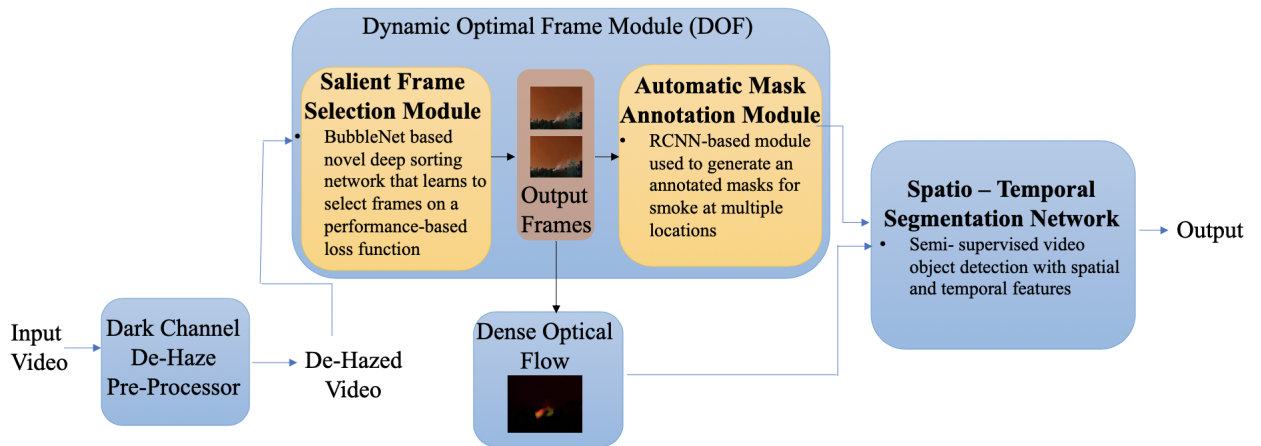 Dynamic Optimal Frame Module (DOF)
Salient Frame
Selection Module
• BubbleNet based
novel deep sorting
network that learns to
select frames on a
performance-based
loss function
Output
Frames
Automatic Mask
Annotation Module
• RCNN-based module
used to generate an
annotated masks for
smoke at multiple
locations
Spatio – Temporal
Segmentation Network
• Semi- supervised video
object detection with spatial
and temporal features
Output
Input
Video
Dark Channel
De-Haze
Pre-Processor
De-Hazed
Video
Dense Optical
Flow